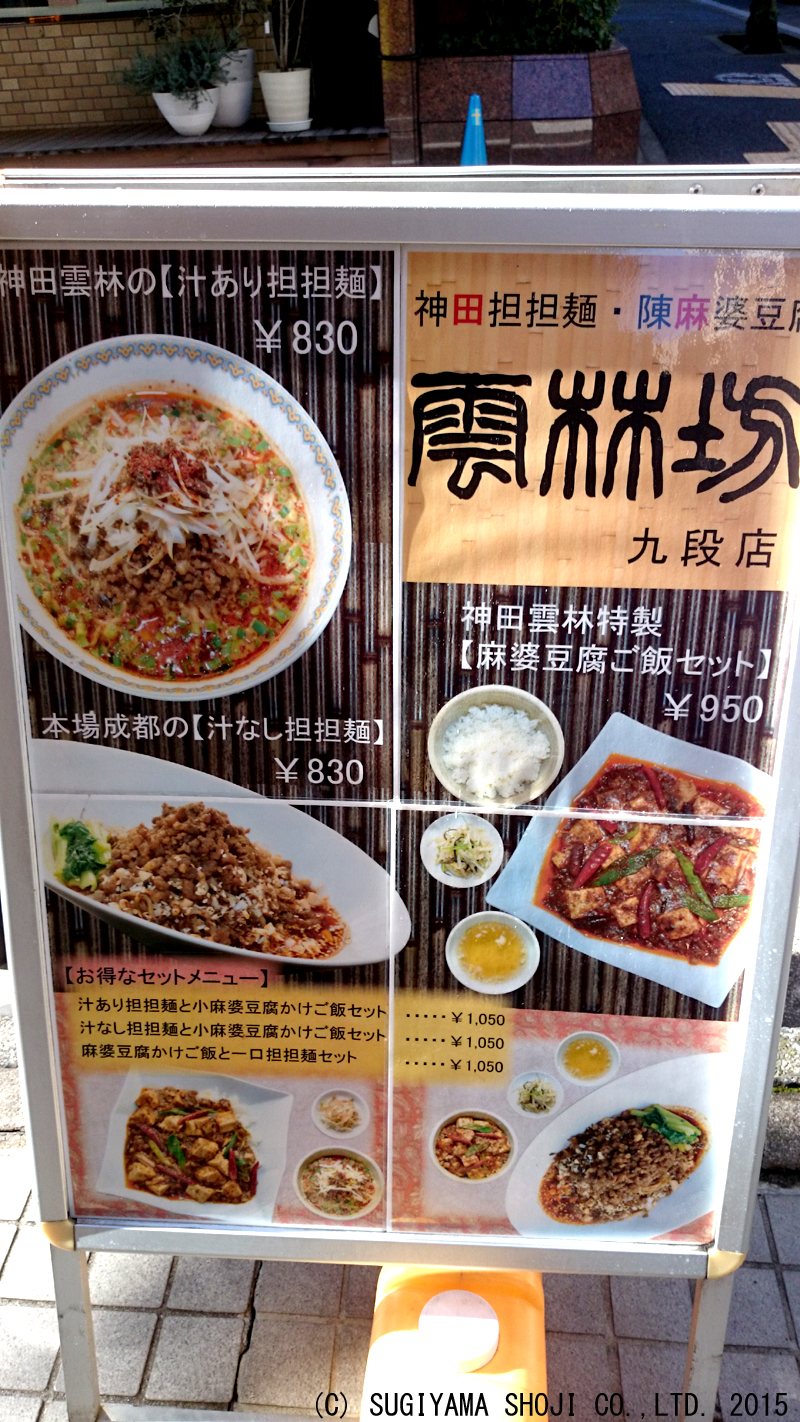 神田雲林の【汁あり担担麺】
￥830
本場成都の【汁なし担担麺】
￥830
神田担担麺・陳麻婆豆腐
雲林坊
九段店
神田雲林特製
【麻婆豆腐ご飯セット】
￥950
【お得なセットメニュー】
汁あり担担麺と小麻婆豆腐かけご飯セット ・・・・・￥1,050
汁なし担担麺と小麻婆豆腐かけご飯セット ・・・・・￥1,050
麻婆豆腐かけご飯と一口担担麺セット ・・・・・￥1,050
(C) SUGIYAMA SHOJI CO.,LTD. 2015